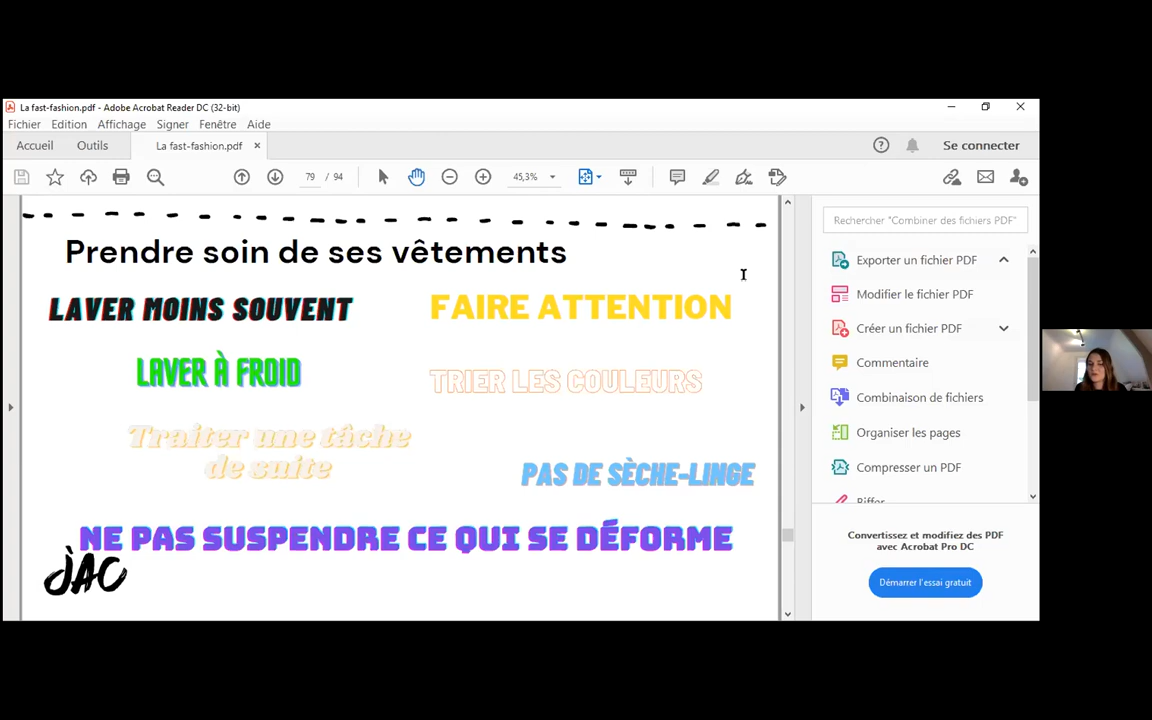 La fast-fashion.pdf - Adobe Acrobat Reader DC (32-bit)
Fichier Edition Affichage Signer Fenêtre Aide
Accueil Outils La fast-fashion.pdf × Se connecter
79 / 94 45,3%
Prendre soin de ses vêtements
LAVER MOINS SOUVENT
FAIRE ATTENTION
LAVER À FROID
TRIER LES COULEURS
Traiter une tâche
de suite
PAS DE SÈCHE-LINGE
NE PAS SUSPENDRE CE QUI SE DÉFORME
JAC
Rechercher "Combiner des fichiers PDF"
Exporter un fichier PDF
Modifier le fichier PDF
Créer un fichier PDF
Commentaire
Combinaison de fichiers
Organiser les pages
Compresser un PDF
Biffer
Convertissez et modifiez des PDF
avec Acrobat Pro DC
Démarrer l'essai gratuit